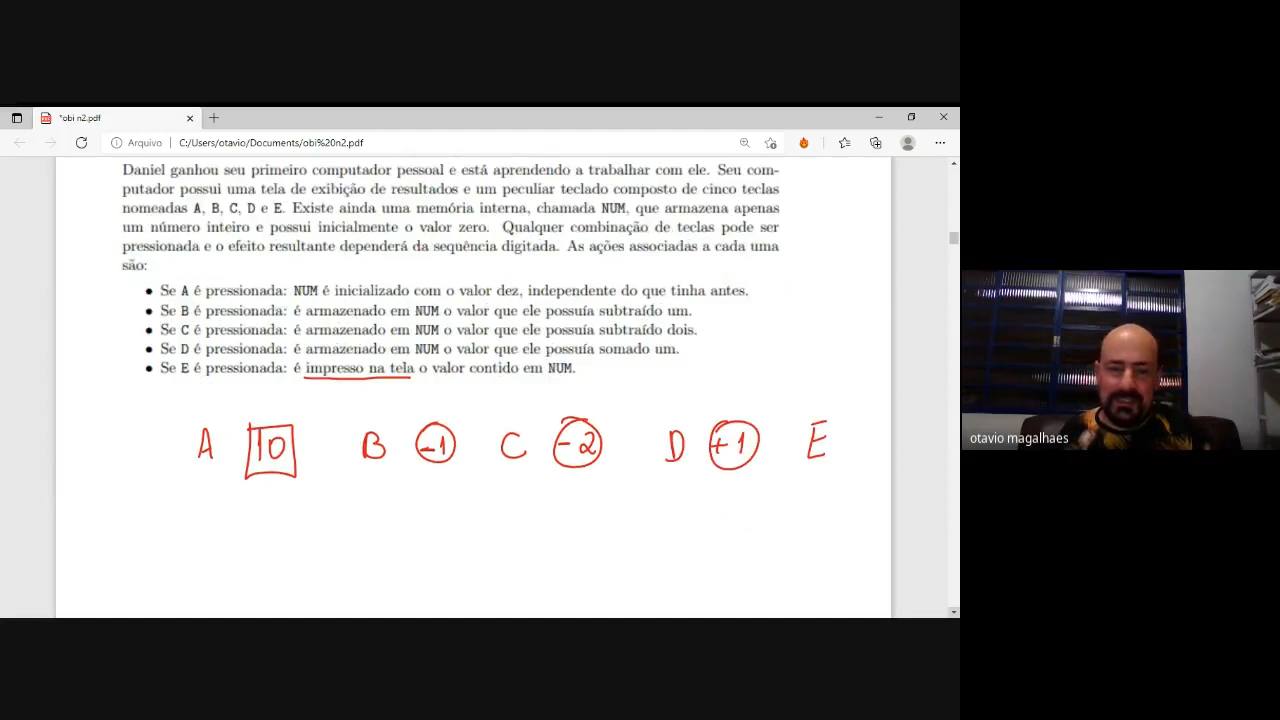 *obi n2.pdf
Arquivo C:/Users/otavio/Documents/obi%20n2.pdf
Daniel ganhou seu primeiro computador pessoal e está aprendendo a trabalhar com ele. Seu com-
putador possui uma tela de exibição de resultados e um peculiar teclado composto de cinco teclas
nomeadas A, B, C, D e E. Existe ainda uma memória interna, chamada NUM, que armazena apenas
um número inteiro e possui inicialmente o valor zero. Qualquer combinação de teclas pode ser
pressionada e o efeito resultante dependerá da sequência digitada. As ações associadas a cada uma
são:
• Se A é pressionada: NUM é inicializado com o valor dez, independente do que tinha antes.
• Se B é pressionada: é armazenado em NUM o valor que ele possuía subtraído um.
• Se C é pressionada: é armazenado em NUM o valor que ele possuía subtraído dois.
• Se D é pressionada: é armazenado em NUM o valor que ele possuía somado um.
• Se E é pressionada: é impresso na tela o valor contido em NUM.
A 10 B -1 C -2 D +1 E
otavio magalhaes